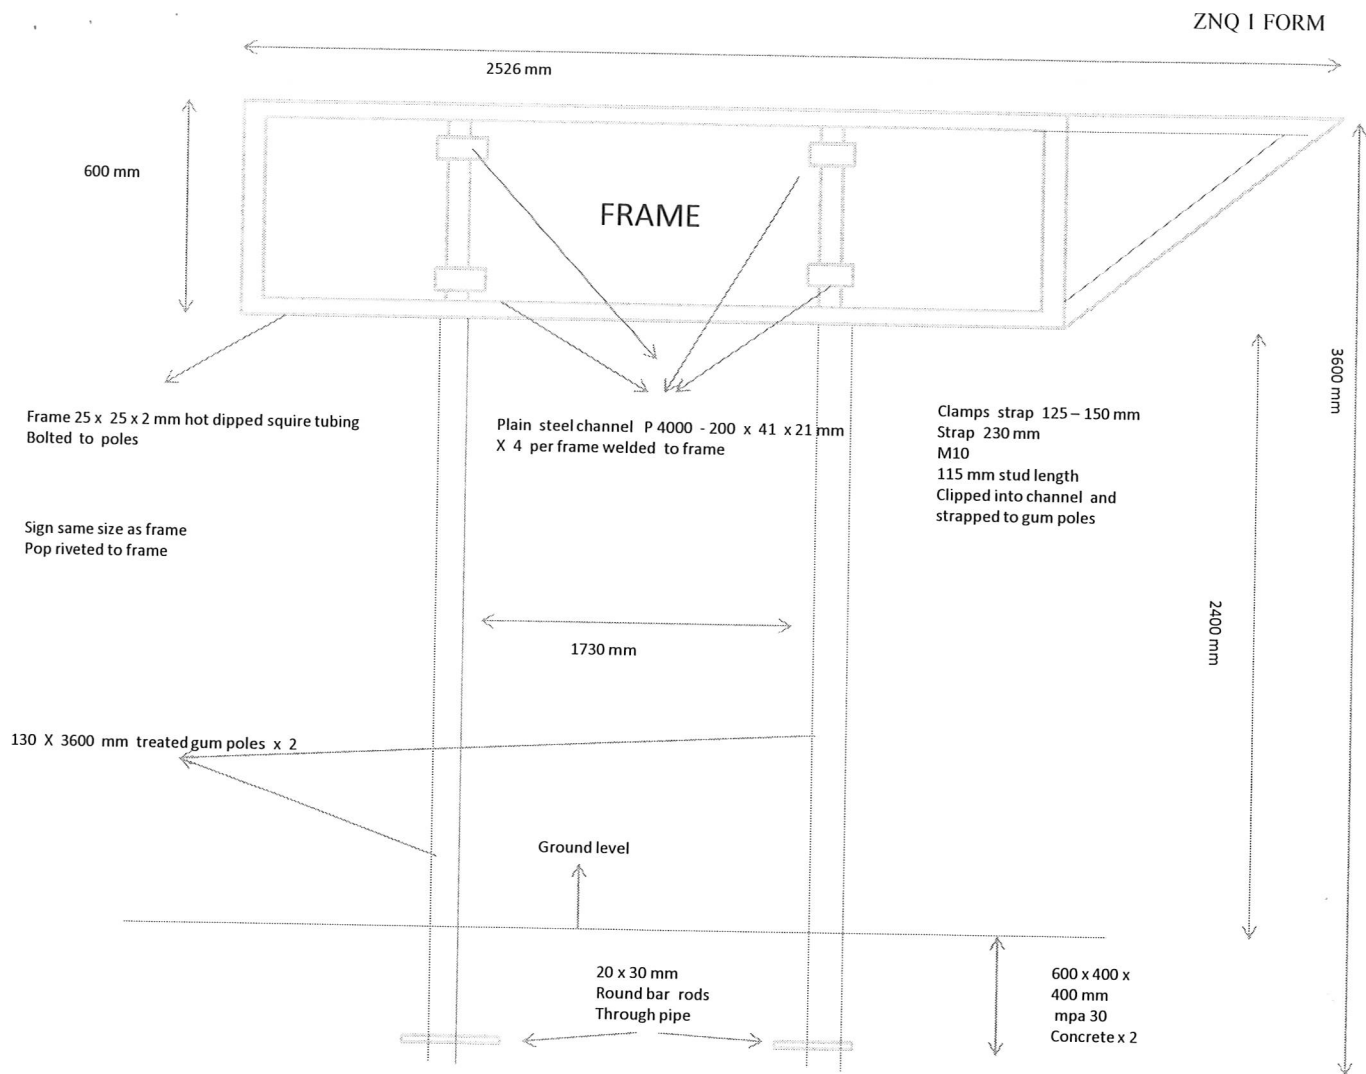 ZNQ 1 FORM
2526 mm
600 mm
FRAME
3600 mm
Frame 25 x 25 x 2 mm hot dipped squire tubing
Bolted to poles
Plain steel channel P 4000 - 200 x 41 x 21 mm
X 4 per frame welded to frame
Clamps strap 125 – 150 mm
Strap 230 mm
M10
115 mm stud length
Clipped into channel and
strapped to gum poles
Sign same size as frame
Pop riveted to frame
2400 mm
1730 mm
130 X 3600 mm treated gum poles x 2
Ground level
20 x 30 mm
Round bar rods
Through pipe
600 x 400 x
400 mm
mpa 30
Concrete x 2